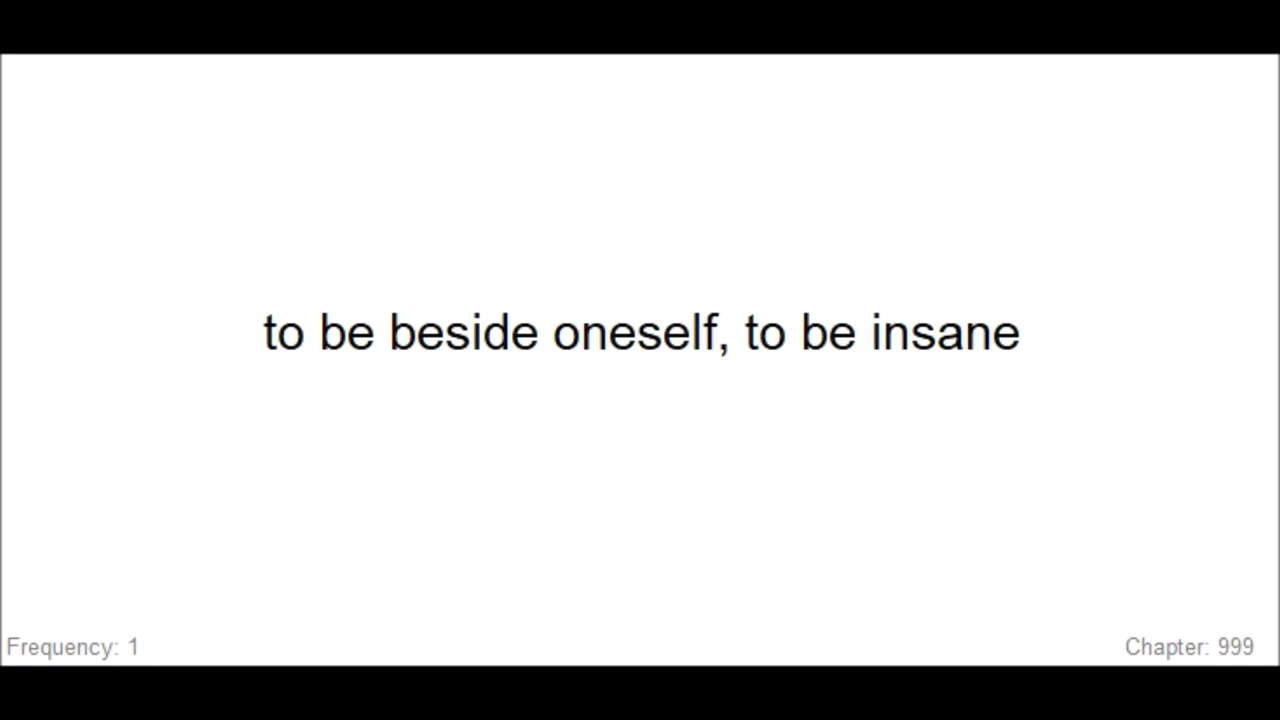 to be beside oneself, to be insane
Frequency: 1
Chapter: 999